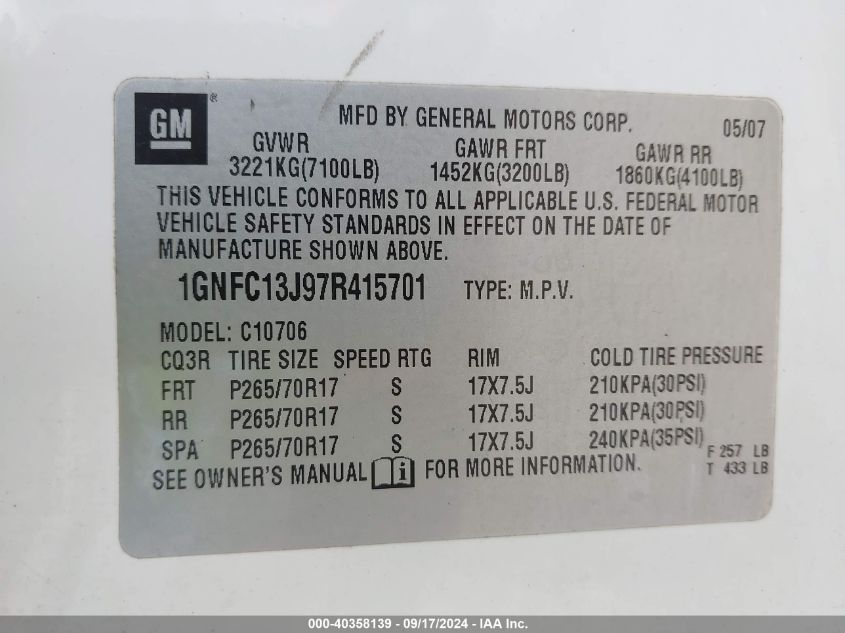 GM ®
MFD BY GENERAL MOTORS CORP. 05/07
GVWR GAWR FRT GAWR RR
3221KG(7100LB) 1452KG(3200LB) 1860KG(4100LB)
THIS VEHICLE CONFORMS TO ALL APPLICABLE U.S. FEDERAL MOTOR
VEHICLE SAFETY STANDARDS IN EFFECT ON THE DATE OF
MANUFACTURE SHOWN ABOVE.
1GNFC13J97R415701 TYPE: M.P.V.
MODEL: C10706
CQ3R TIRE SIZE SPEED RTG RIM COLD TIRE PRESSURE
FRT P265/70R17 S 17X7.5J 210KPA(30PSI)
RR P265/70R17 S 17X7.5J 210KPA(30PSI)
SPA P265/70R17 S 17X7.5J 240KPA(35PSI)
F 257 LB
SEE OWNER'S MANUAL i FOR MORE INFORMATION.
T 433 LB
000-40358139 - 09/17/2024 - IAA Inc.